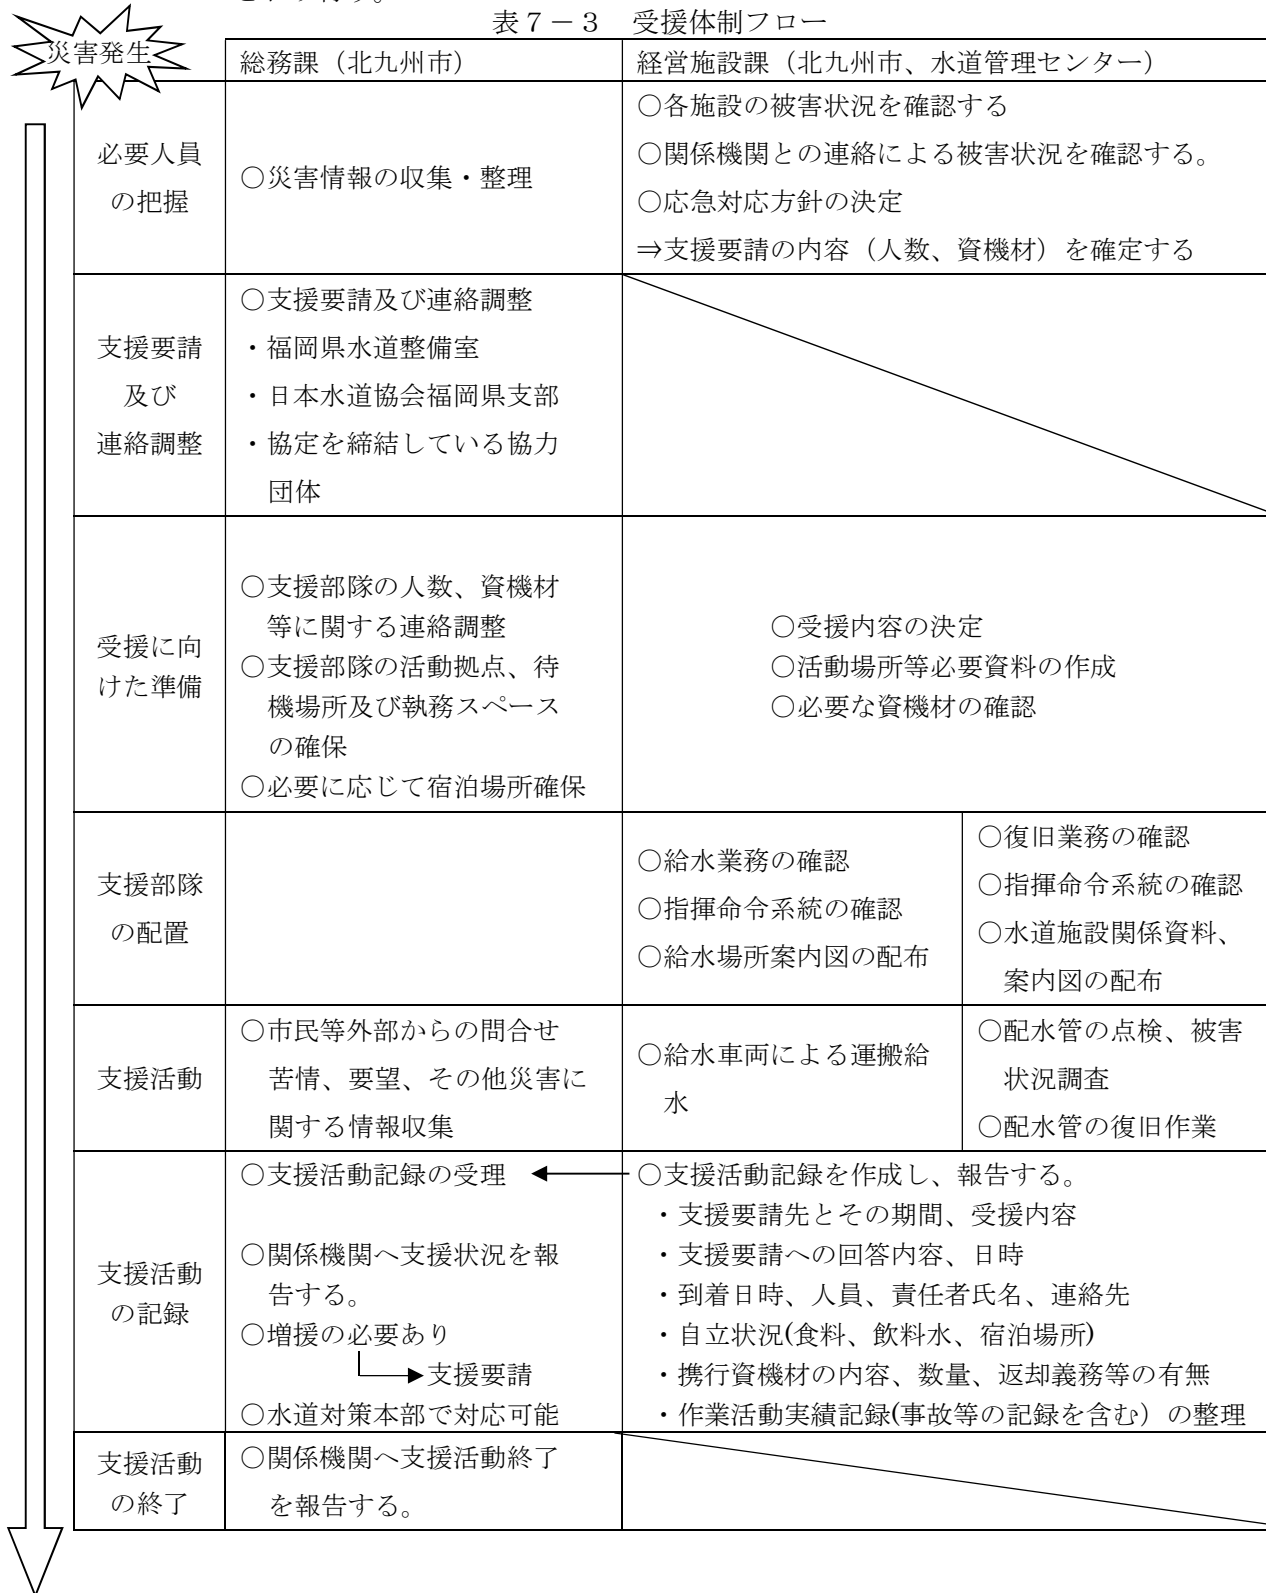 表７－３　受援体制フロー
災害発生
総務課（北九州市）
経営施設課（北九州市、水道管理センター）
必要人員
の把握
○災害情報の収集・整理
○各施設の被害状況を確認する
○関係機関との連絡による被害状況を確認する。
○応急対応方針の決定
⇒支援要請の内容（人数、資機材）を確定する
支援要請
及び
連絡調整
○支援要請及び連絡調整
・福岡県水道整備室
・日本水道協会福岡県支部
・協定を締結している協力
団体
受援に向
けた準備
○支援部隊の人数、資機材
等に関する連絡調整
○支援部隊の活動拠点、待
機場所及び執務スペース
の確保
○必要に応じて宿泊場所確保
○受援内容の決定
○活動場所等必要資料の作成
○必要な資機材の確認
支援部隊
の配置
○給水業務の確認
○指揮命令系統の確認
○給水場所案内図の配布
○復旧業務の確認
○指揮命令系統の確認
○水道施設関係資料、
案内図の配布
支援活動
○市民等外部からの問合せ
苦情、要望、その他災害に
関する情報収集
○給水車両による運搬給
水
○配水管の点検、被害
状況調査
○配水管の復旧作業
支援活動
の記録
○支援活動記録の受理
○関係機関へ支援状況を報
告する。
○増援の必要あり
支援要請
○水道対策本部で対応可能
○支援活動記録を作成し、報告する。
・支援要請先とその期間、受援内容
・支援要請への回答内容、日時
・到着日時、人員、責任者氏名、連絡先
・自立状況(食料、飲料水、宿泊場所)
・携行資機材の内容、数量、返却義務等の有無
・作業活動実績記録(事故等の記録を含む）の整理
支援活動
の終了
○関係機関へ支援活動終了
を報告する。